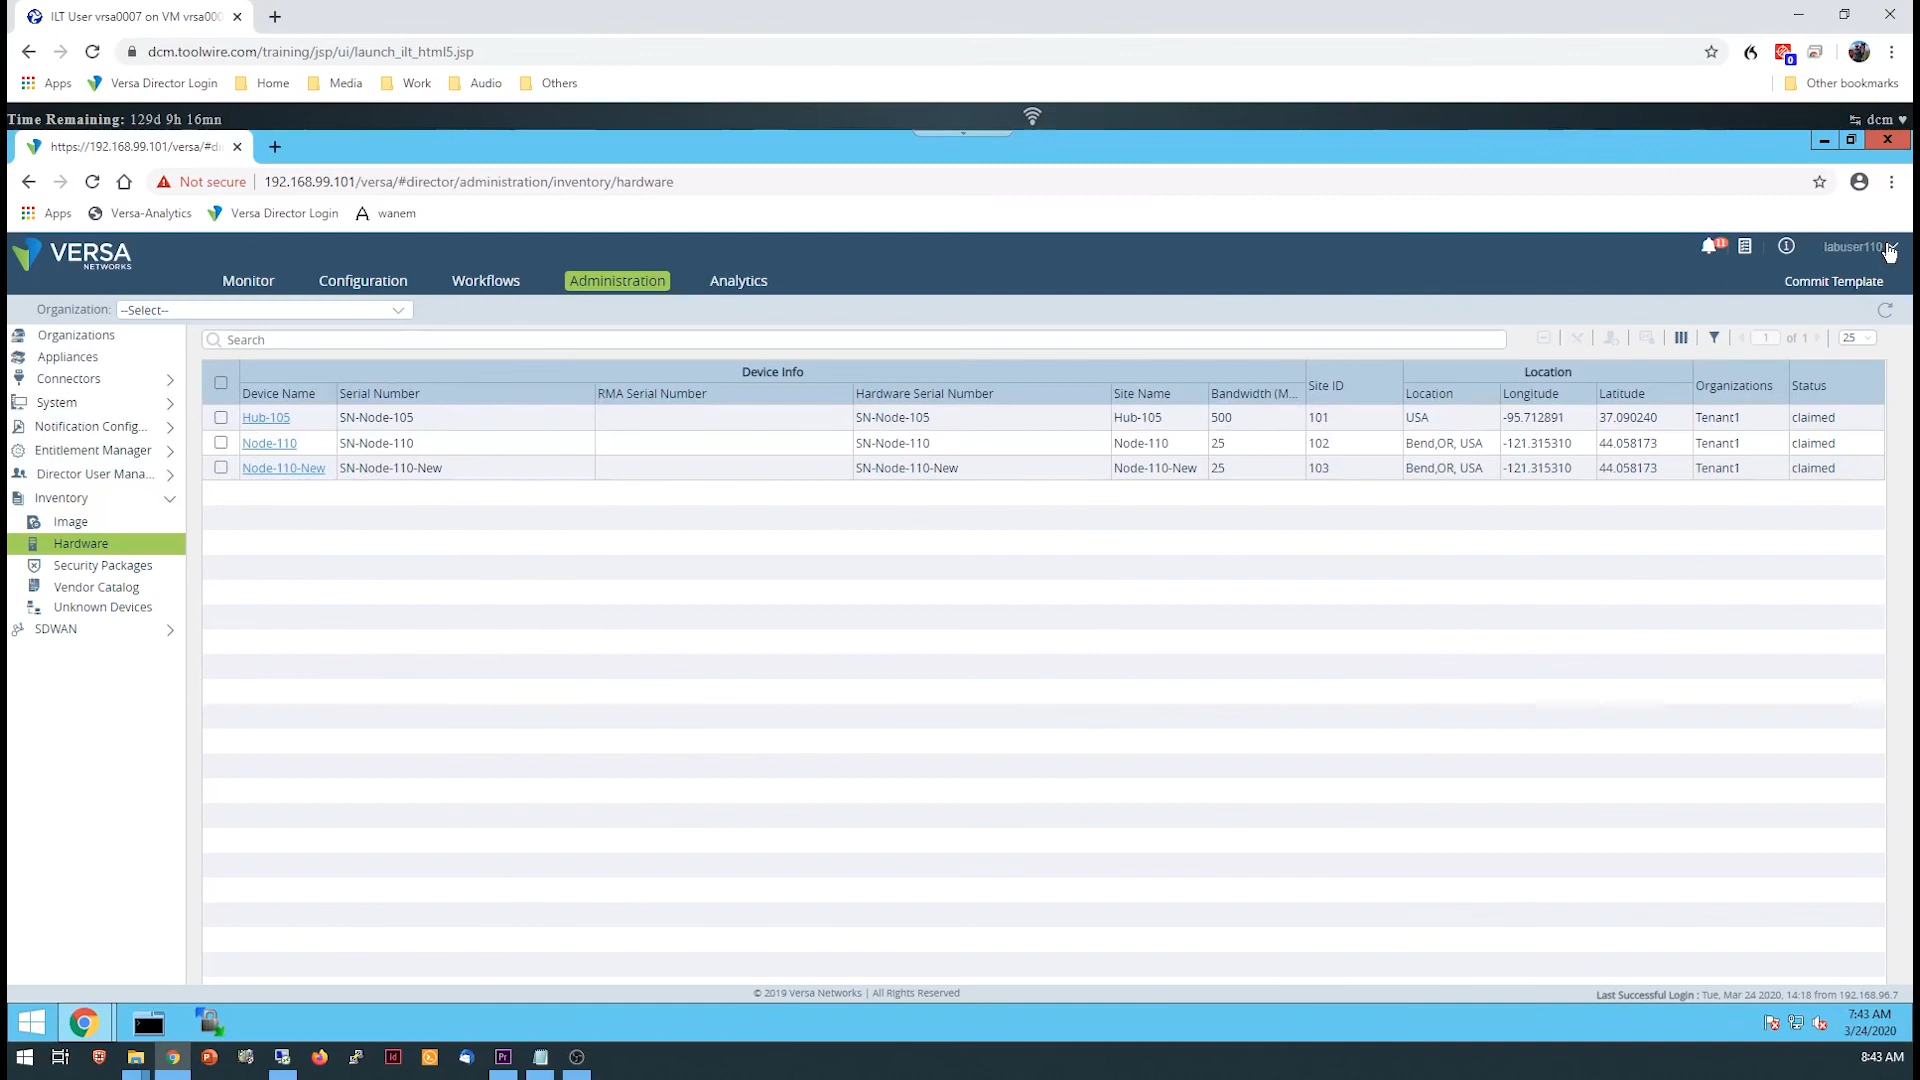 ILT User vrsa0007 on VM vrsa000
dcm.toolwire.com/training/jsp/ui/launch_ilt_html5.jsp
0
Apps Versa Director Login Home Media Work Audio Others Other bookmarks
Time Remaining: 129d 9h 16mn dcm ♥
https://192.168.99.101/versa/#di
Not secure 192.168.99.101/versa/#director/administration/inventory/hardware
Apps Versa-Analytics Versa Director Login wanem
VERSA
NETWORKS
11 labuser110
Monitor Configuration Workflows Administration Analytics Commit Template
Organization: --Select--
Organizations
Appliances
Connectors
System
Notification Config...
Entitlement Manager
Director User Mana...
Inventory
Image
Hardware
Security Packages
Vendor Catalog
Unknown Devices
SDWAN
Search 1 of 1 25
Device Info Site ID Location Organizations Status
Device Name Serial Number RMA Serial Number Hardware Serial Number Site Name Bandwidth (M... Location Longitude Latitude
Hub-105 SN-Node-105 SN-Node-105 Hub-105 500 101 USA -95.712891 37.090240 Tenant1 claimed
Node-110 SN-Node-110 SN-Node-110 Node-110 25 102 Bend,OR, USA -121.315310 44.058173 Tenant1 claimed
Node-110-New SN-Node-110-New SN-Node-110-New Node-110-New 25 103 Bend,OR, USA -121.315310 44.058173 Tenant1 claimed
© 2019 Versa Networks | All Rights Reserved
Last Successful Login : Tue, Mar 24 2020, 14:18 from 192.168.96.7
7:43 AM
3/24/2020
Id Pr
8:43 AM